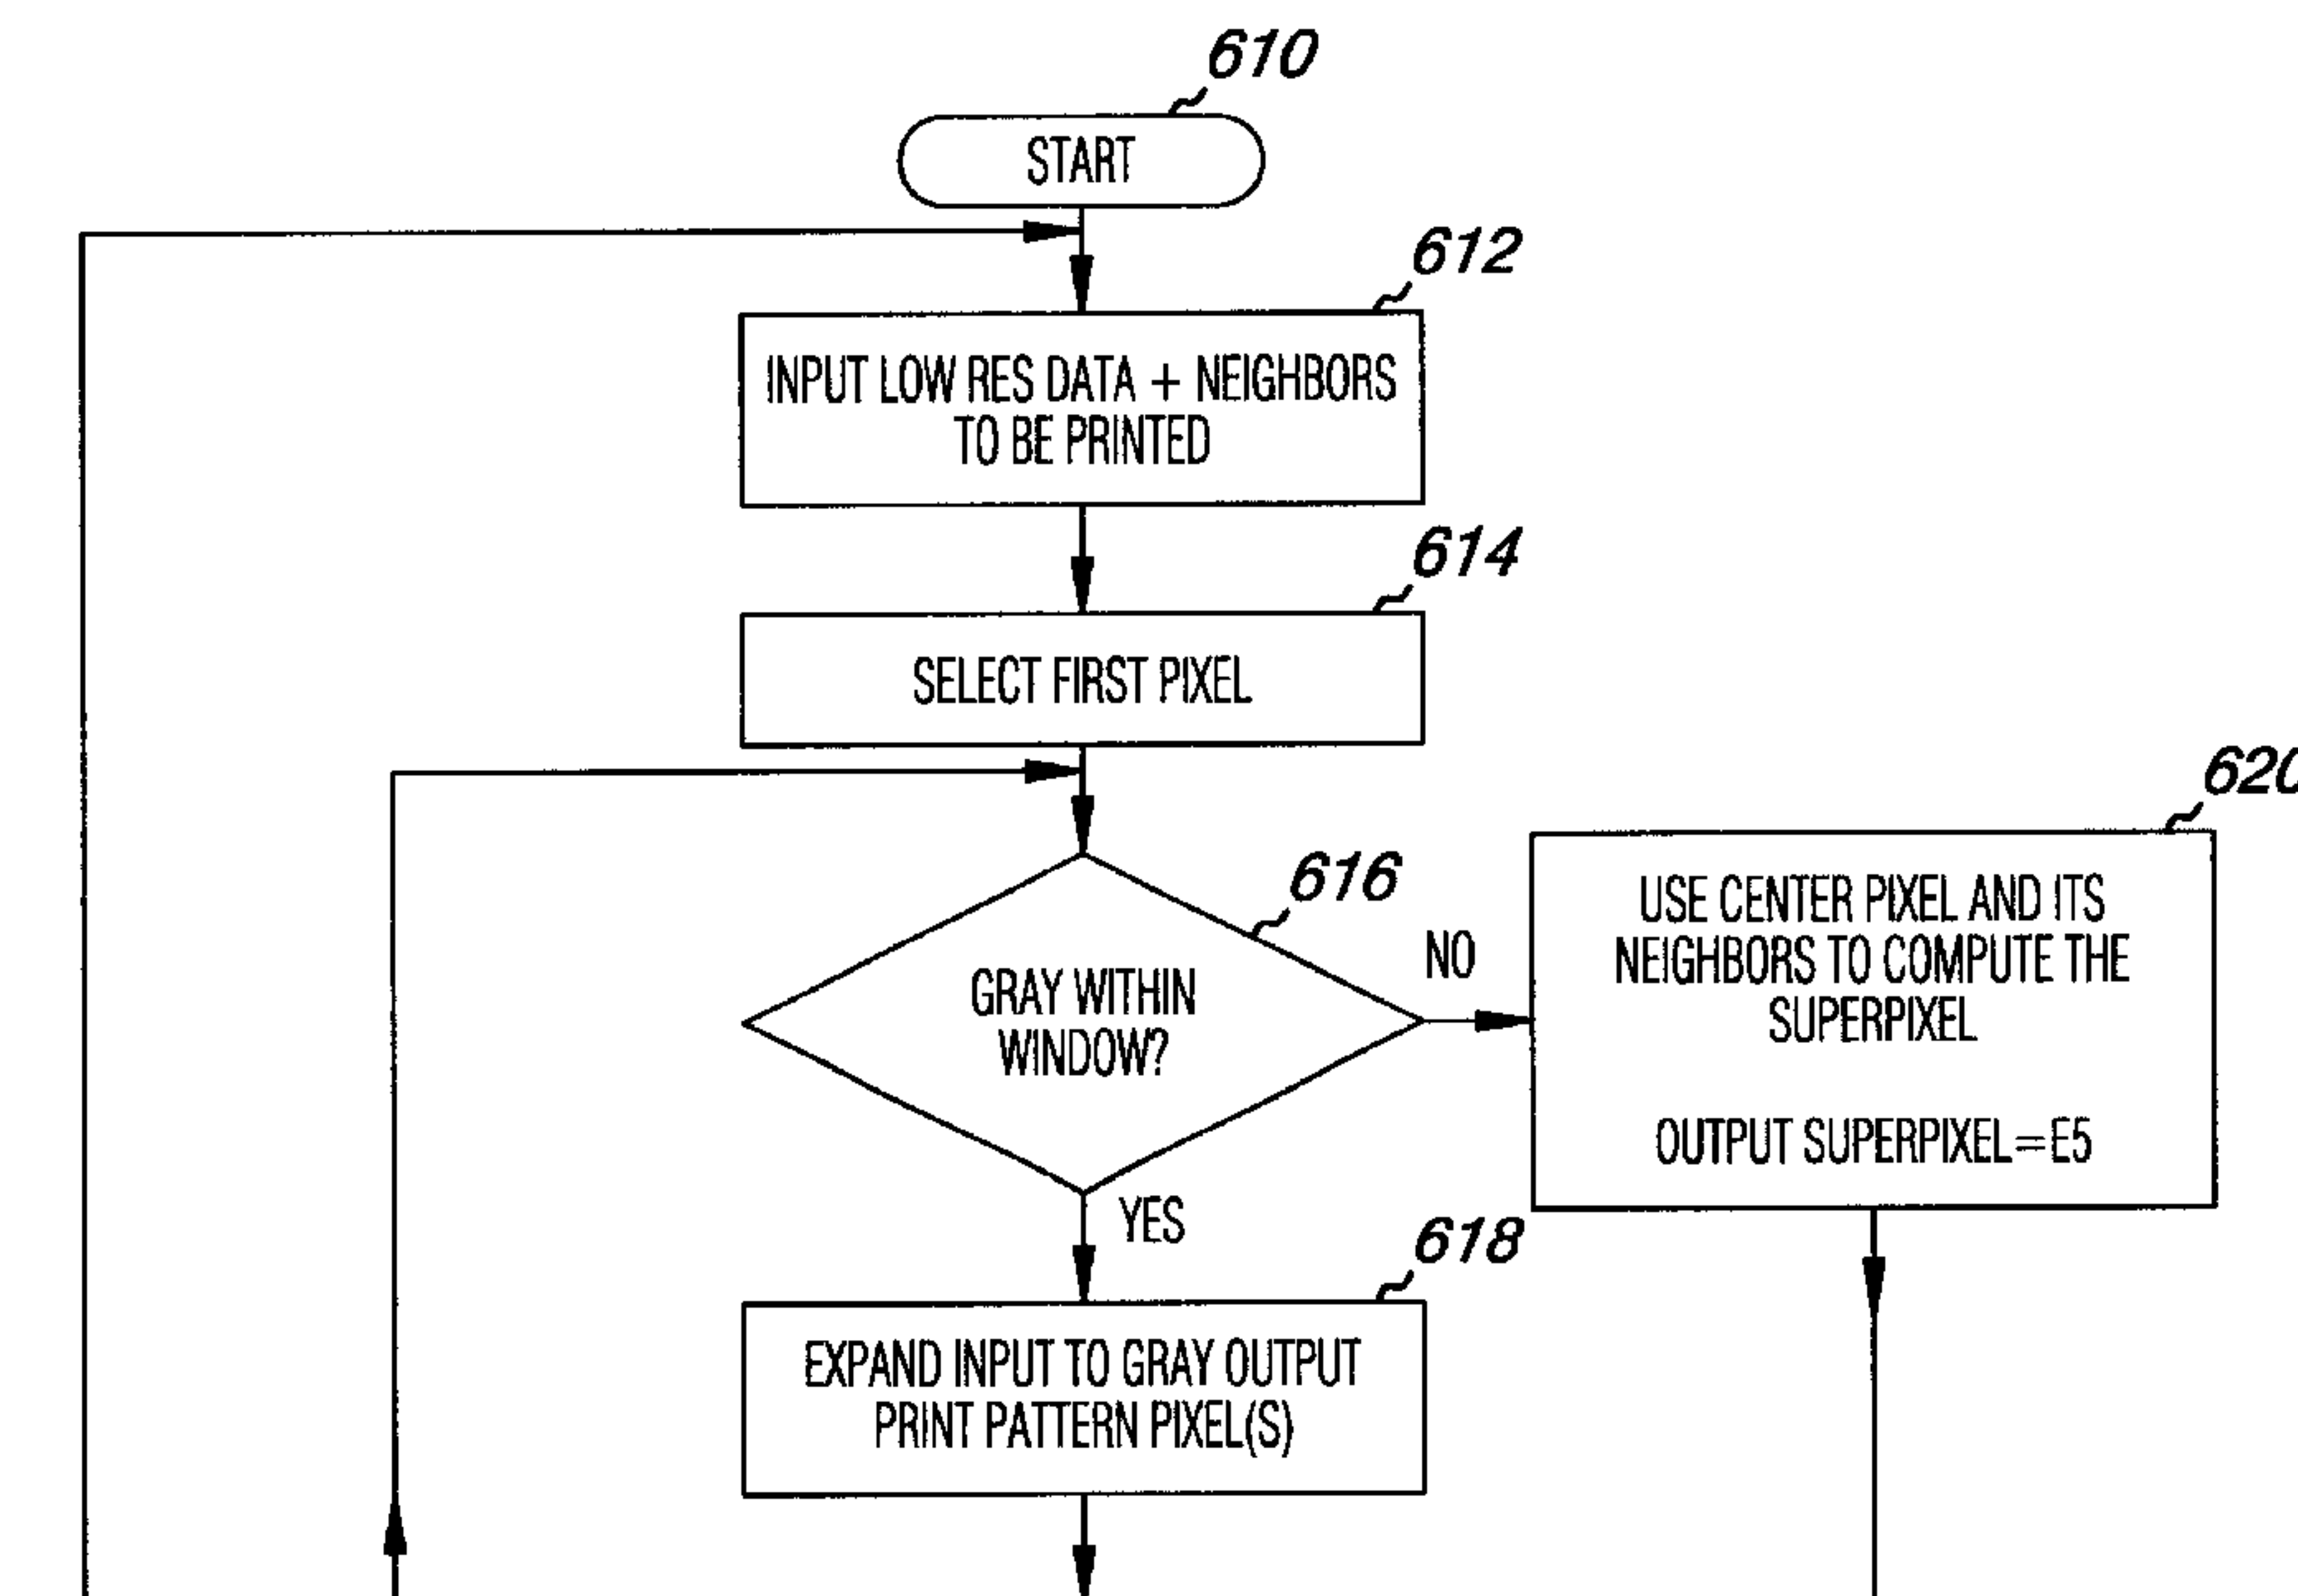 610
START
612
INPUT LOW RES DATA + NEIGHBORS
TO BE PRINTED
614
SELECT FIRST PIXEL
620
616
GRAY WITHIN
WINDOW?
NO
USE CENTER PIXEL AND ITS
NEIGHBORS TO COMPUTE THE
SUPERPIXEL
OUTPUT SUPERPIXEL=E5
YES
618
EXPAND INPUT TO GRAY OUTPUT
PRINT PATTERN PIXEL(S)